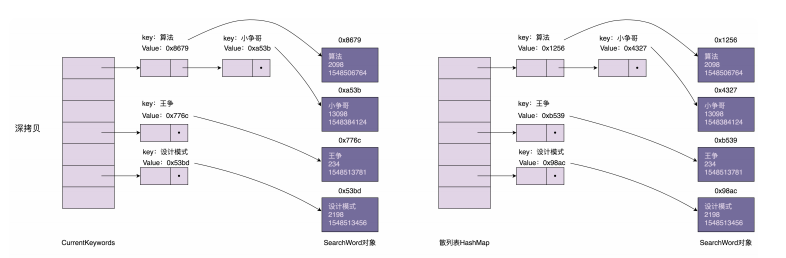 深拷贝
key：算法
Value：0x8679
key：小争哥
Value：0xa53b
key：王争
Value：0x776c
key：设计模式
Value：0x53bd
0x8679
算法
2098
1548506764
0xa53b
小争哥
13098
1548384124
0x776c
王争
234
1548513781
0x53bd
设计模式
2198
1548513456
CurrentKeywords
SearchWord对象
key：算法
Value：0x1256
key：小争哥
Value：0x4327
key：王争
Value：0xb539
key：设计模式
Value：0x98ac
0x1256
算法
2098
1548506764
0x4327
小争哥
13098
1548384124
0xb539
王争
234
1548513781
0x98ac
设计模式
2198
1548513456
散列表HashMap
SearchWord对象